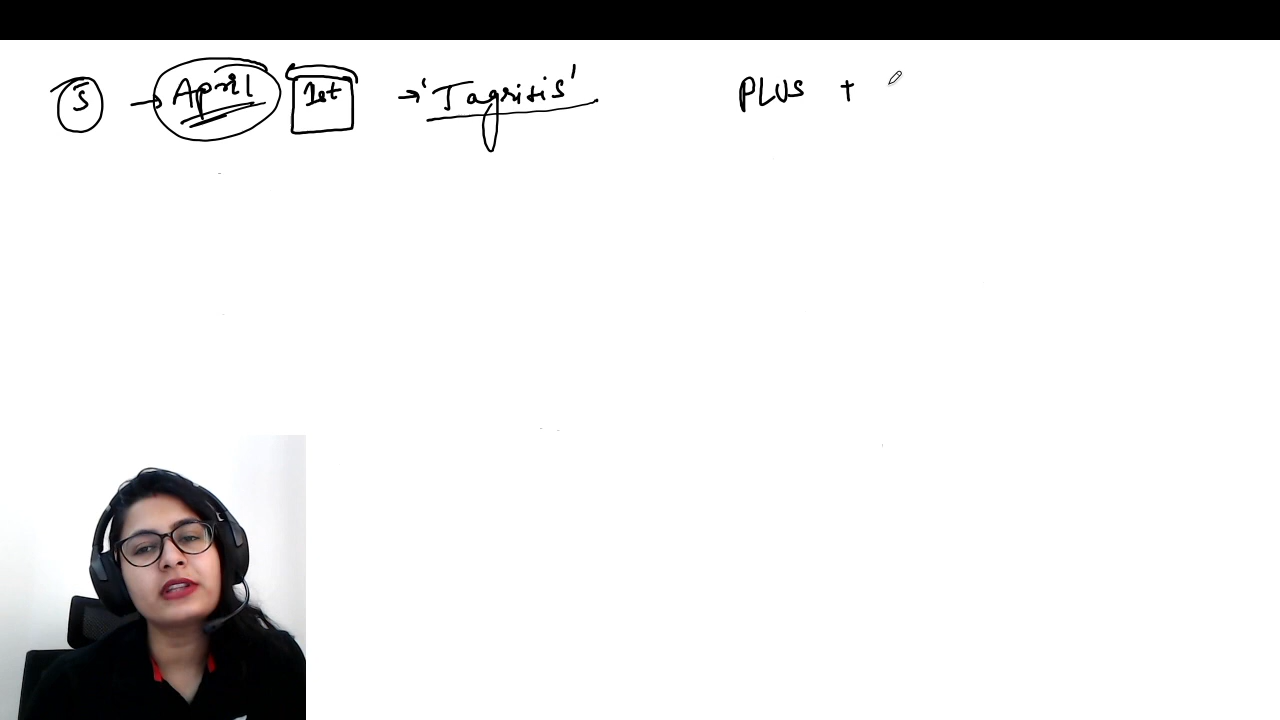 5 → April 1st → 'Jagritis' PLUS +